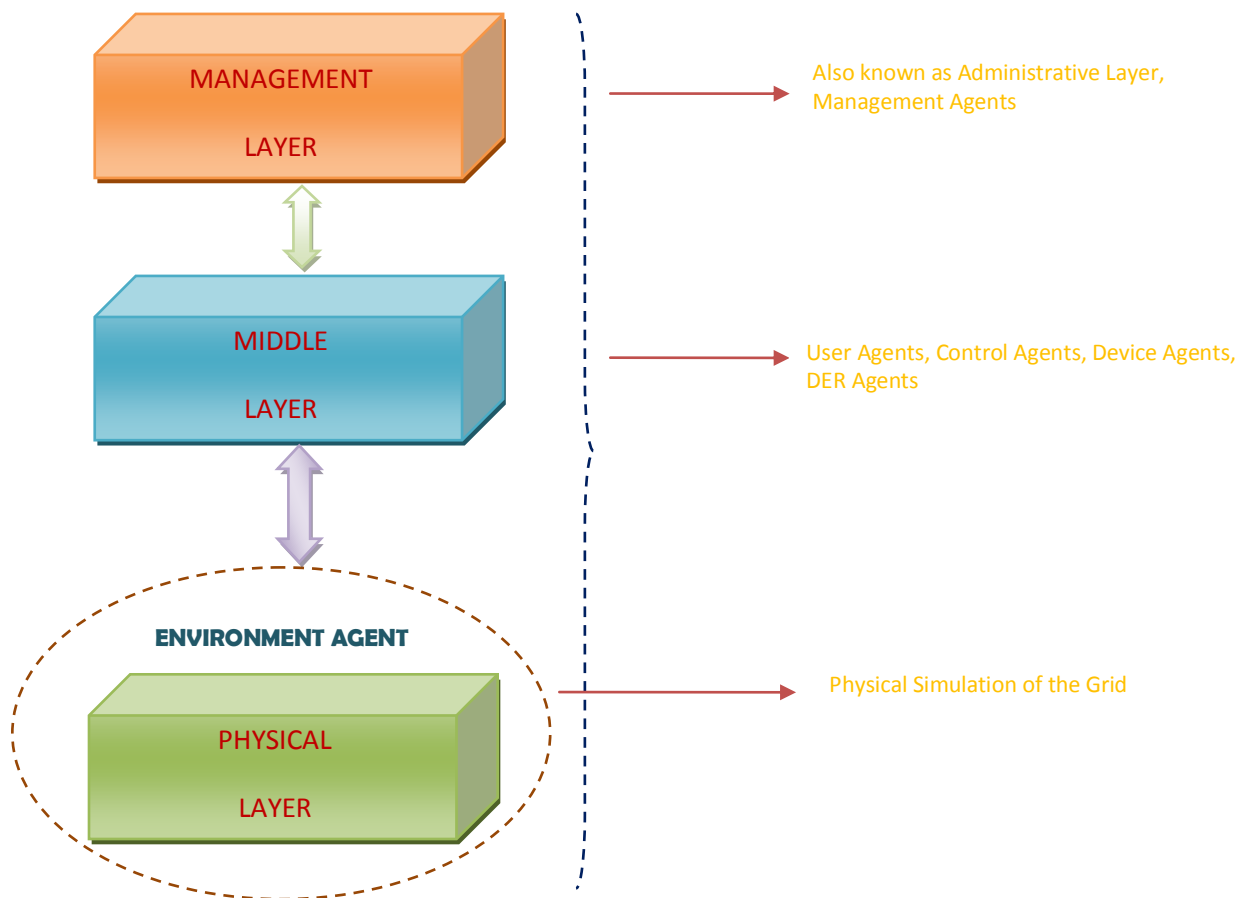 MANAGEMENT
LAYER
Also known as Administrative Layer,
Management Agents
MIDDLE
LAYER
User Agents, Control Agents, Device Agents,
DER Agents
ENVIRONMENT AGENT
PHYSICAL
LAYER
Physical Simulation of the Grid